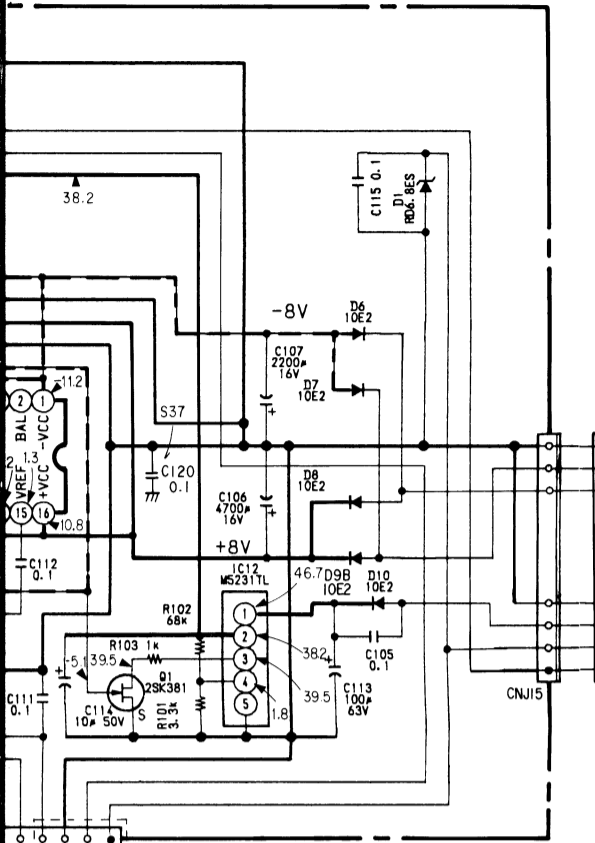 38.2
C115 0.1
D1
RD6.8ES
-8V
D6
10E2
C107
2200µ
16V
D7
10E2
-11.2
2
1
BAL
-VCC
S37
C120
0.1
D8
10E2
2
1.3
VREF
+VCC
C106
4700µ
16V
15
16
10.8
+8V
C112
0.1
IC12
M5231TL
46.7
D9B
10E2
D10
10E2
R102
68k
1
2
3
4
5
R103 1k
38.2
C105
0.1
-5.1
39.5
Q1
2SK381
39.5
C113
100µ
63V
C111
0.1
C114
10µ 50V
S
R101
3.3k
1.8
CNJ15